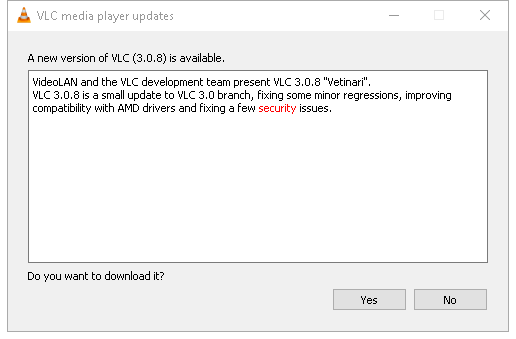 VLC media player updates
A new version of VLC (3.0.8) is available.
VideoLAN and the VLC development team present VLC 3.0.8 "Vetinari".
VLC 3.0.8 is a small update to VLC 3.0 branch, fixing some minor regressions, improving
compatibility with AMD drivers and fixing a few security issues.
Do you want to download it?
Yes No